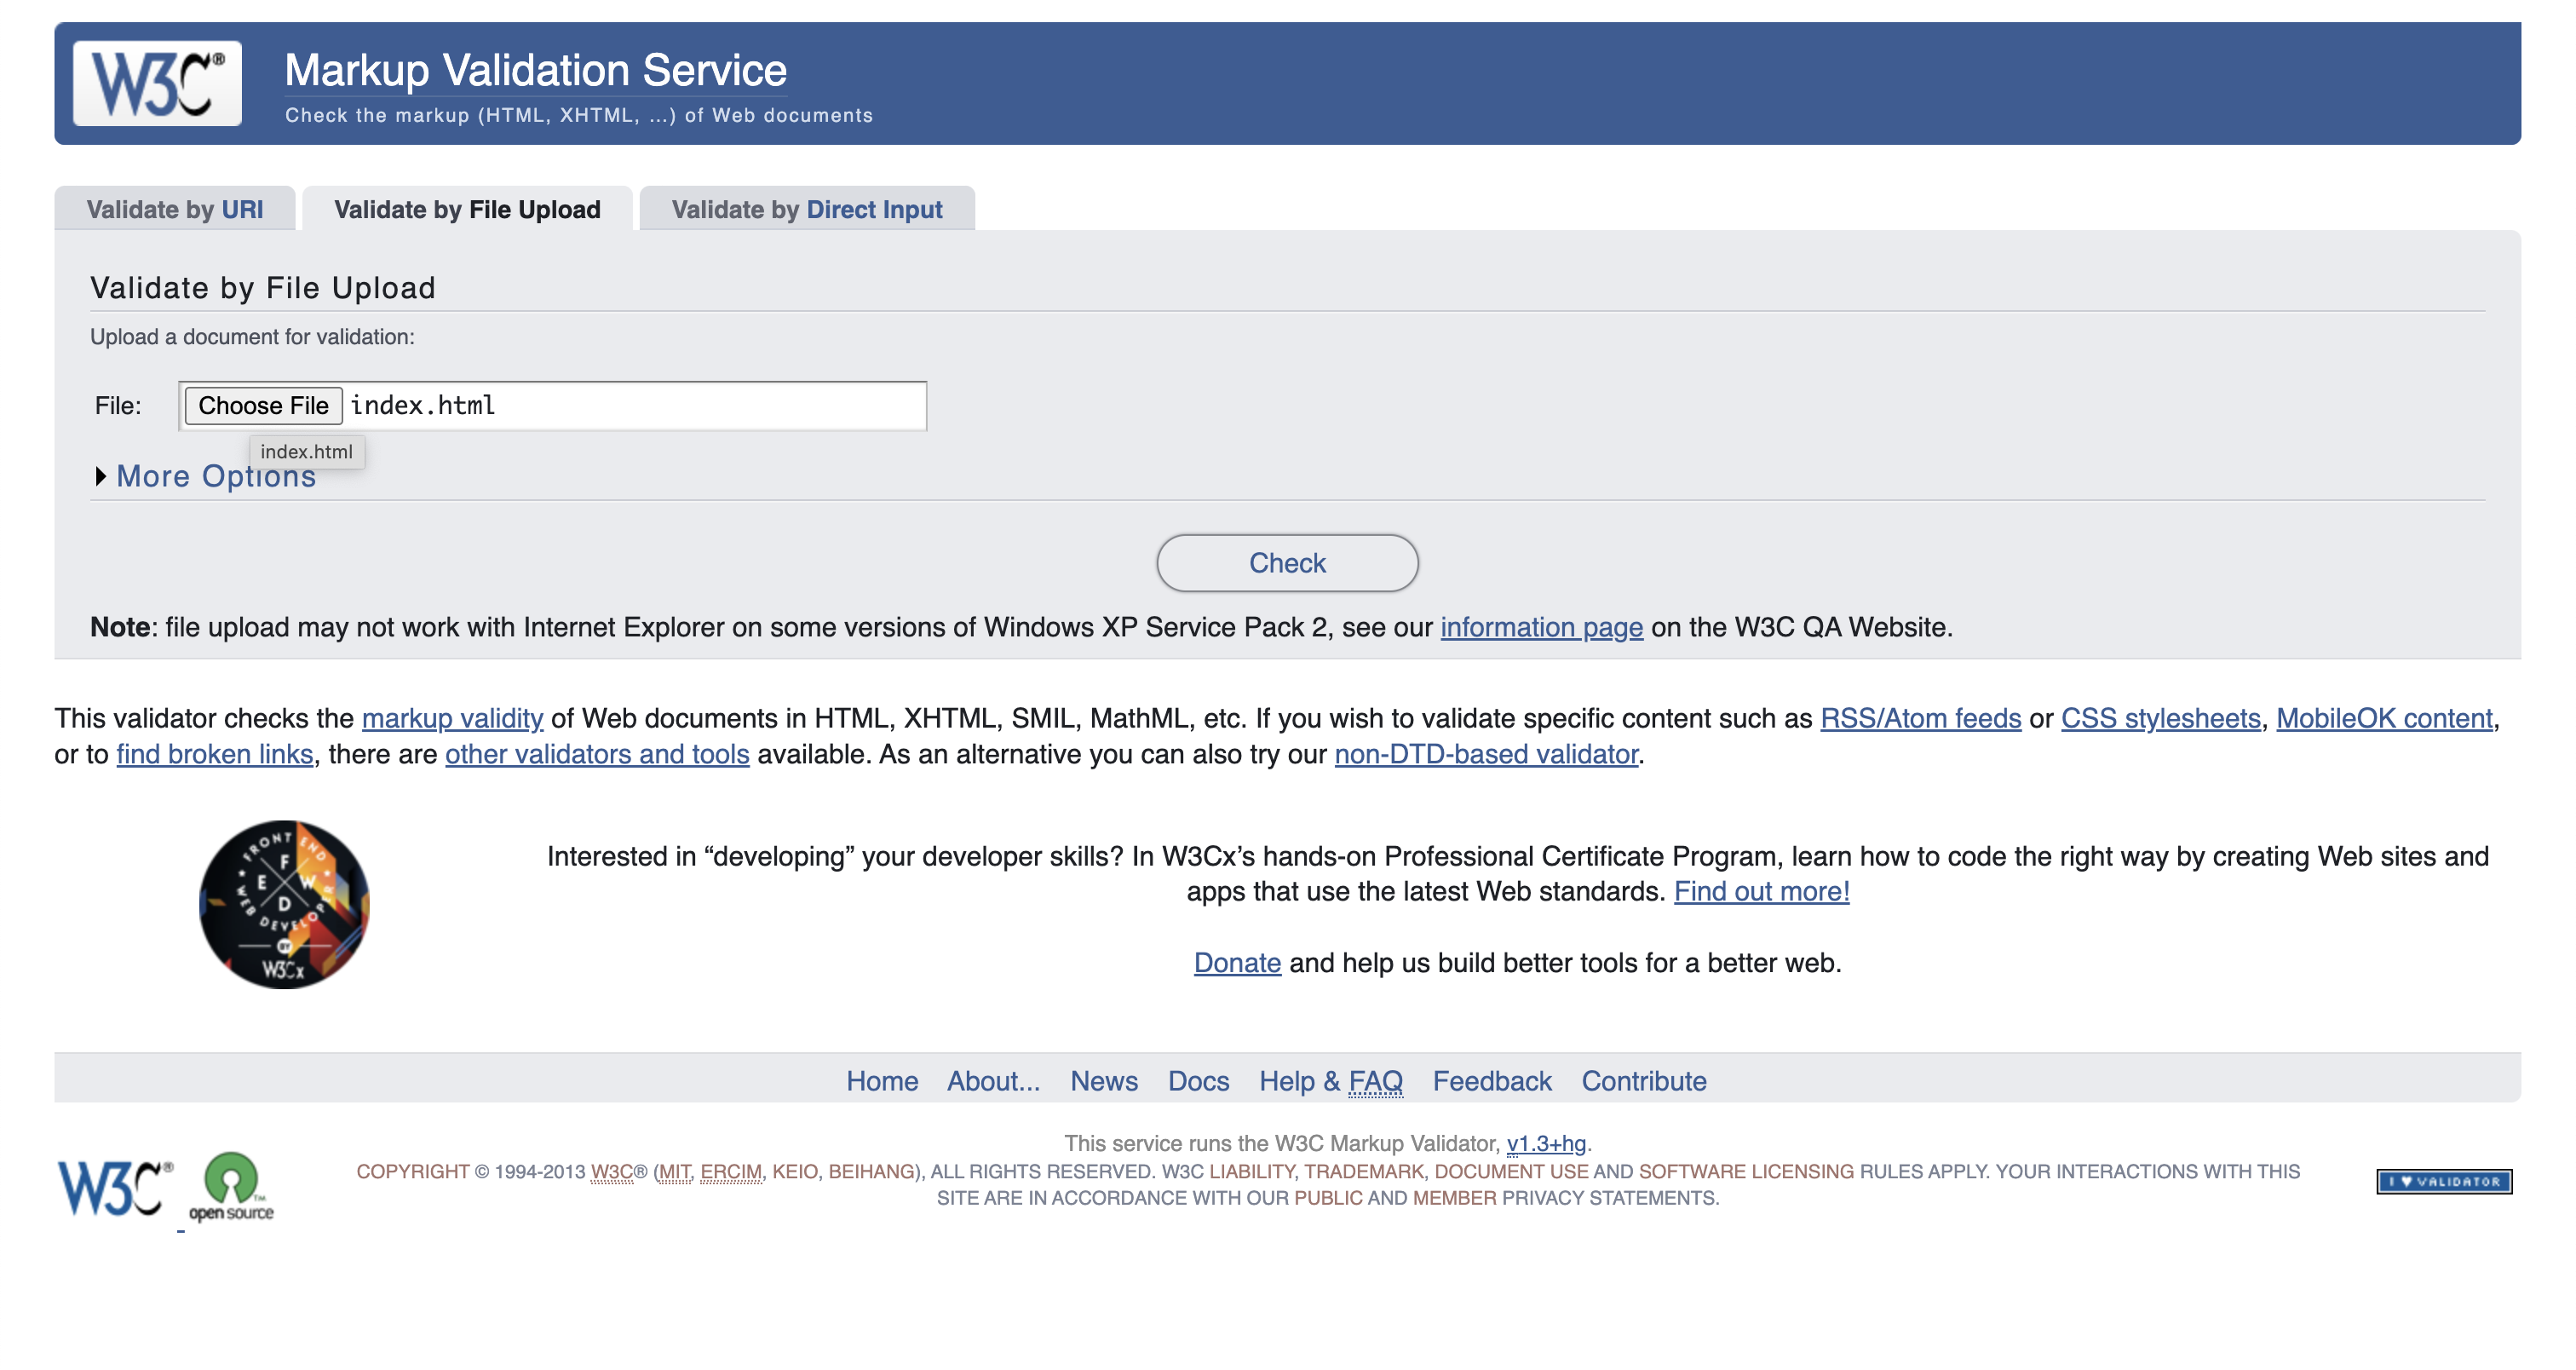 W3C®
Markup Validation Service
Check the markup (HTML, XHTML, …) of Web documents
Validate by URI
Validate by File Upload
Validate by Direct Input
Validate by File Upload
Upload a document for validation:
File: Choose File index.html
index.html
More Options
Check
Note: file upload may not work with Internet Explorer on some versions of Windows XP Service Pack 2, see our information page on the W3C QA Website.
This validator checks the markup validity of Web documents in HTML, XHTML, SMIL, MathML, etc. If you wish to validate specific content such as RSS/Atom feeds or CSS stylesheets, MobileOK content,
or to find broken links, there are other validators and tools available. As an alternative you can also try our non-DTD-based validator.
FRONT END
WEB DEVELOPER
F
E W
D
BY
W3Cx
Interested in “developing” your developer skills? In W3Cx’s hands-on Professional Certificate Program, learn how to code the right way by creating Web sites and
apps that use the latest Web standards. Find out more!
Donate and help us build better tools for a better web.
Home About... News Docs Help & FAQ Feedback Contribute
This service runs the W3C Markup Validator, v1.3+hg.
W3C®
open source™
COPYRIGHT © 1994-2013 W3C® (MIT, ERCIM, KEIO, BEIHANG), ALL RIGHTS RESERVED. W3C LIABILITY, TRADEMARK, DOCUMENT USE AND SOFTWARE LICENSING RULES APPLY. YOUR INTERACTIONS WITH THIS
SITE ARE IN ACCORDANCE WITH OUR PUBLIC AND MEMBER PRIVACY STATEMENTS.
I ♥ VALIDATOR